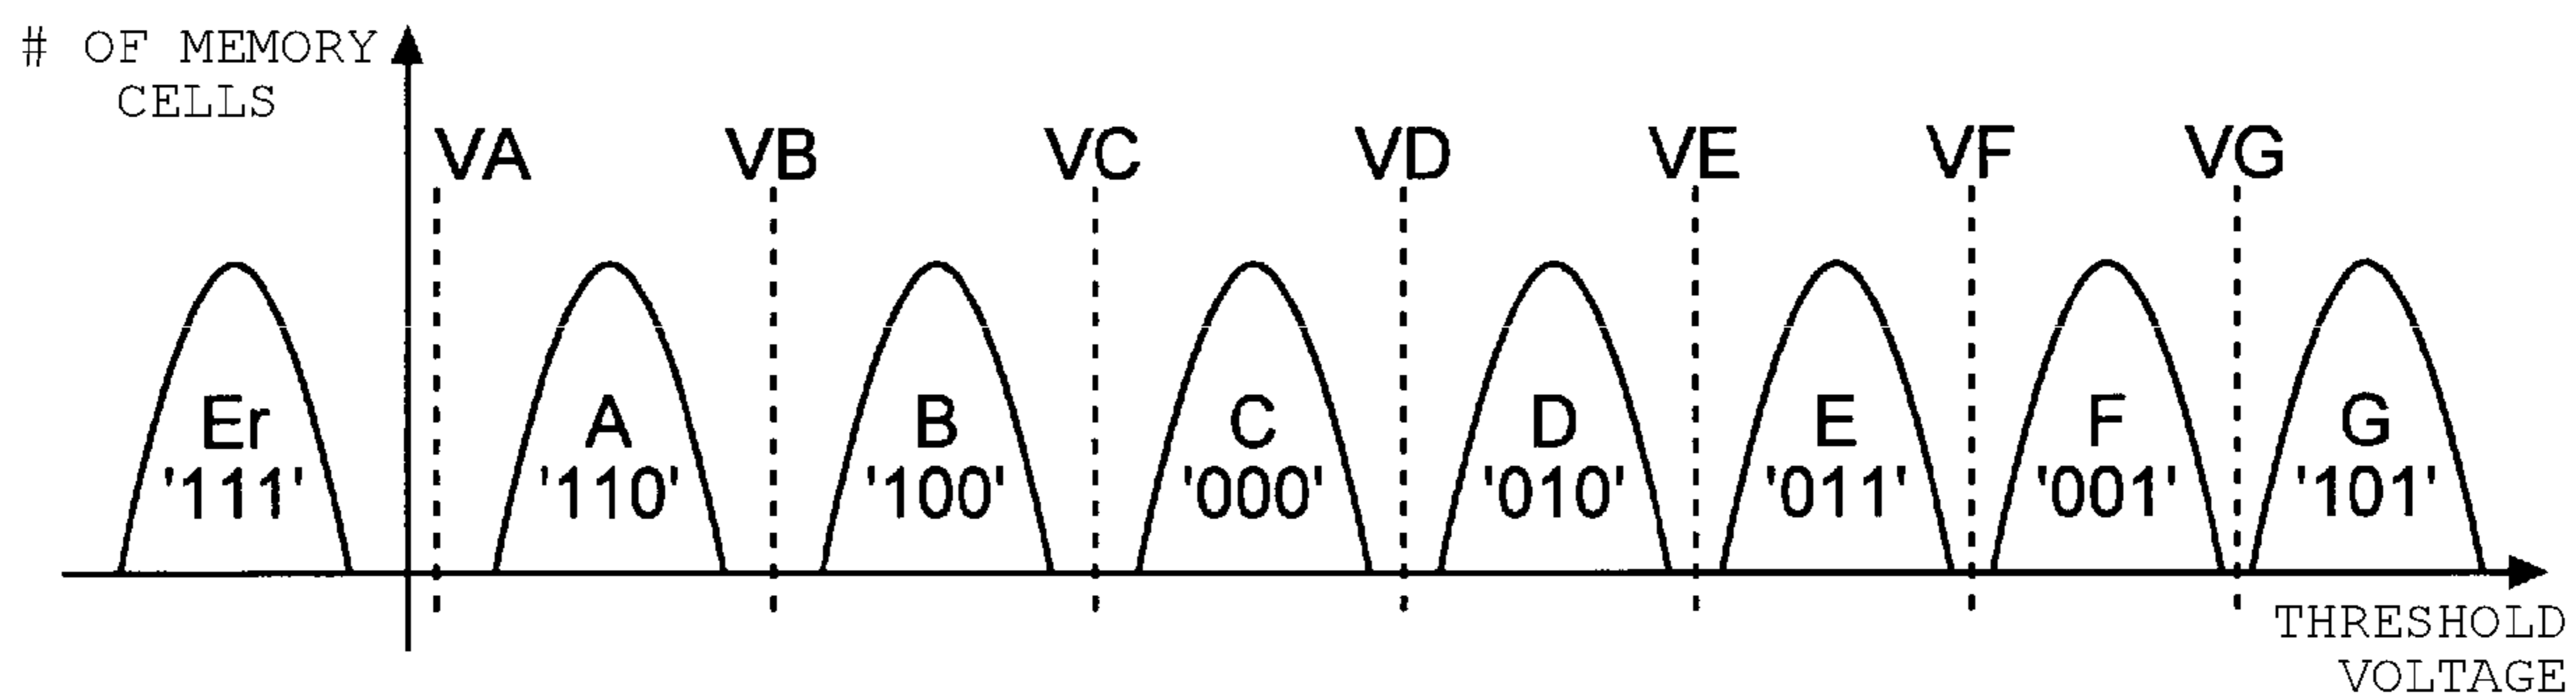 # OF MEMORY
CELLS
VA VB VC VD VE VF VG
Er A B C D E F G
'111' '110' '100' '000' '010' '011' '001' '101'
THRESHOLD
VOLTAGE